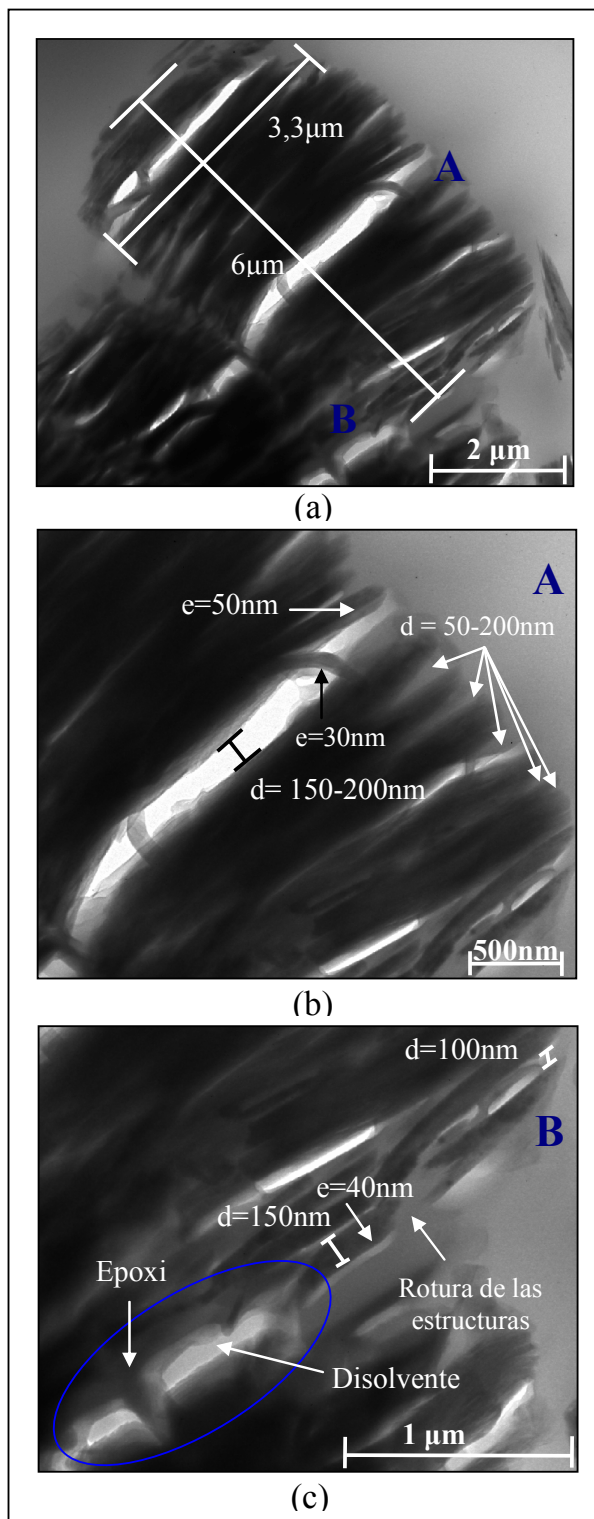 3,3μm
A
6μm
B
2 μm
(a)
A
e=50nm
d = 50-200nm
e=30nm
d= 150-200nm
500nm
(b)
d=100nm
B
e=40nm
d=150nm
Epoxi
Rotura de las
estructuras
Disolvente
1 μm
(c)